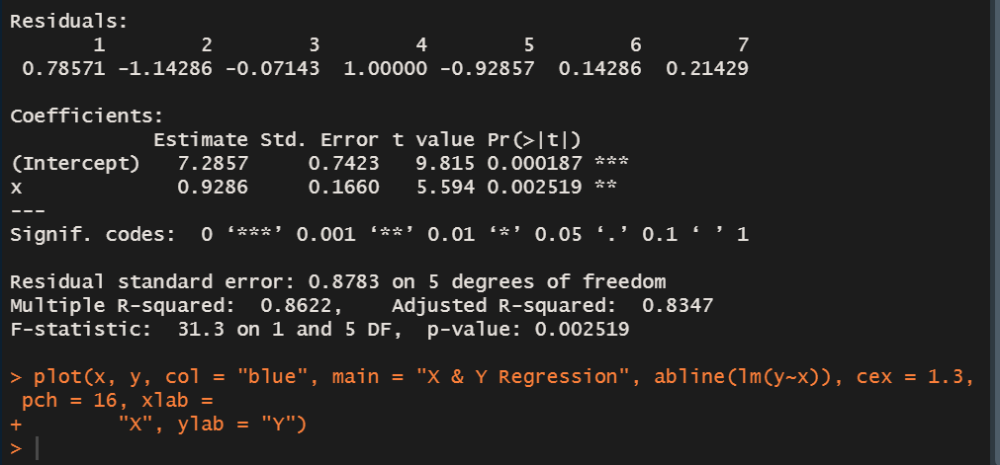 Residuals:
       1        2        3        4        5        6        7
 0.78571 -1.14286 -0.07143  1.00000 -0.92857  0.14286  0.21429
Coefficients:
            Estimate Std. Error t value Pr(>|t|)
(Intercept)   7.2857     0.7423   9.815 0.000187 ***
x             0.9286     0.1660   5.594 0.002519 **
---
Signif. codes:  0 ‘***’ 0.001 ‘**’ 0.01 ‘*’ 0.05 ‘.’ 0.1 ‘ ’ 1
Residual standard error: 0.8783 on 5 degrees of freedom
Multiple R-squared:  0.8622,    Adjusted R-squared:  0.8347
F-statistic:  31.3 on 1 and 5 DF,  p-value: 0.002519
> plot(x, y, col = "blue", main = "X & Y Regression", abline(lm(y~x)), cex = 1.3,
 pch = 16, xlab =
+        "X", ylab = "Y")
>